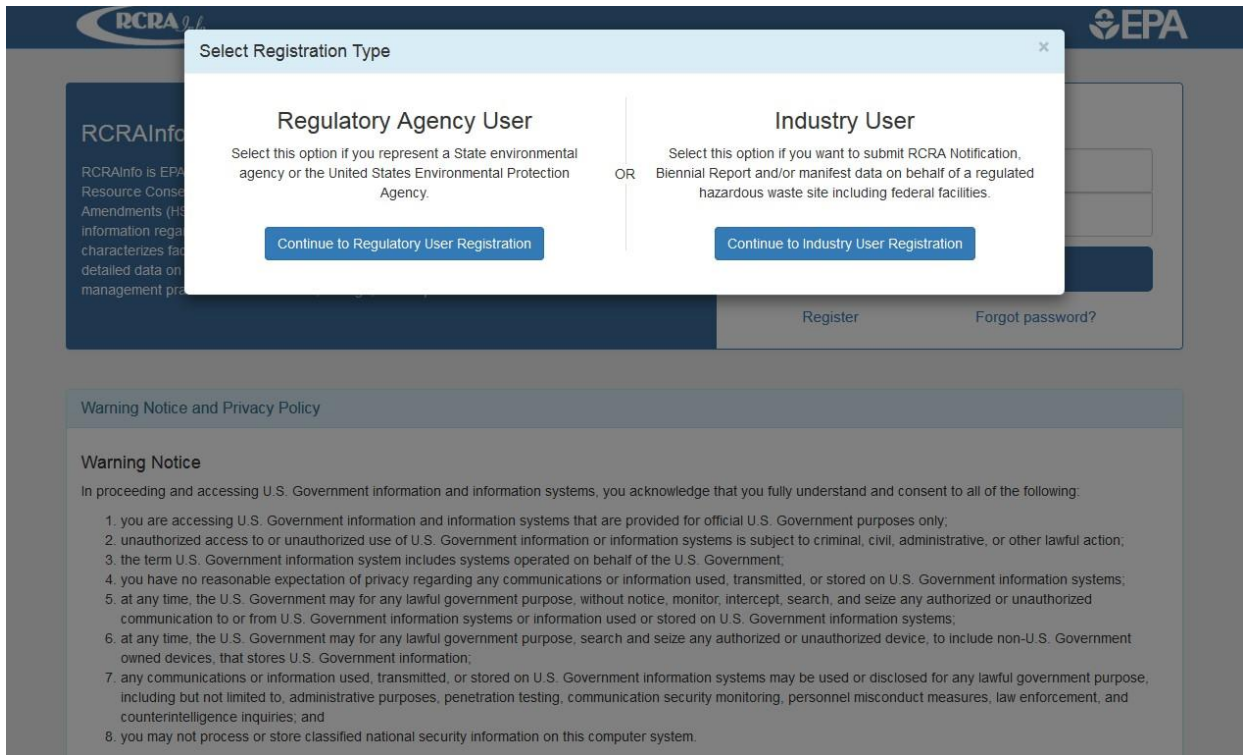 RCRAInfo
EPA
Select Registration Type ×
Regulatory Agency User
Select this option if you represent a State environmental
agency or the United States Environmental Protection
Agency.
Continue to Regulatory User Registration
OR
Industry User
Select this option if you want to submit RCRA Notification,
Biennial Report and/or manifest data on behalf of a regulated
hazardous waste site including federal facilities.
Continue to Industry User Registration
RCRAInfo
RCRAInfo is EPA
Resource Conse
Amendments (HS
information rega
characterizes fac
detailed data on
management pra
Register Forgot password?
Warning Notice and Privacy Policy
Warning Notice
In proceeding and accessing U.S. Government information and information systems, you acknowledge that you fully understand and consent to all of the following:
1. you are accessing U.S. Government information and information systems that are provided for official U.S. Government purposes only;
2. unauthorized access to or unauthorized use of U.S. Government information or information systems is subject to criminal, civil, administrative, or other lawful action;
3. the term U.S. Government information system includes systems operated on behalf of the U.S. Government;
4. you have no reasonable expectation of privacy regarding any communications or information used, transmitted, or stored on U.S. Government information systems;
5. at any time, the U.S. Government may for any lawful government purpose, without notice, monitor, intercept, search, and seize any authorized or unauthorized
communication to or from U.S. Government information systems or information used or stored on U.S. Government information systems;
6. at any time, the U.S. Government may for any lawful government purpose, search and seize any authorized or unauthorized device, to include non-U.S. Government
owned devices, that stores U.S. Government information;
7. any communications or information used, transmitted, or stored on U.S. Government information systems may be used or disclosed for any lawful government purpose,
including but not limited to, administrative purposes, penetration testing, communication security monitoring, personnel misconduct measures, law enforcement, and
counterintelligence inquiries; and
8. you may not process or store classified national security information on this computer system.